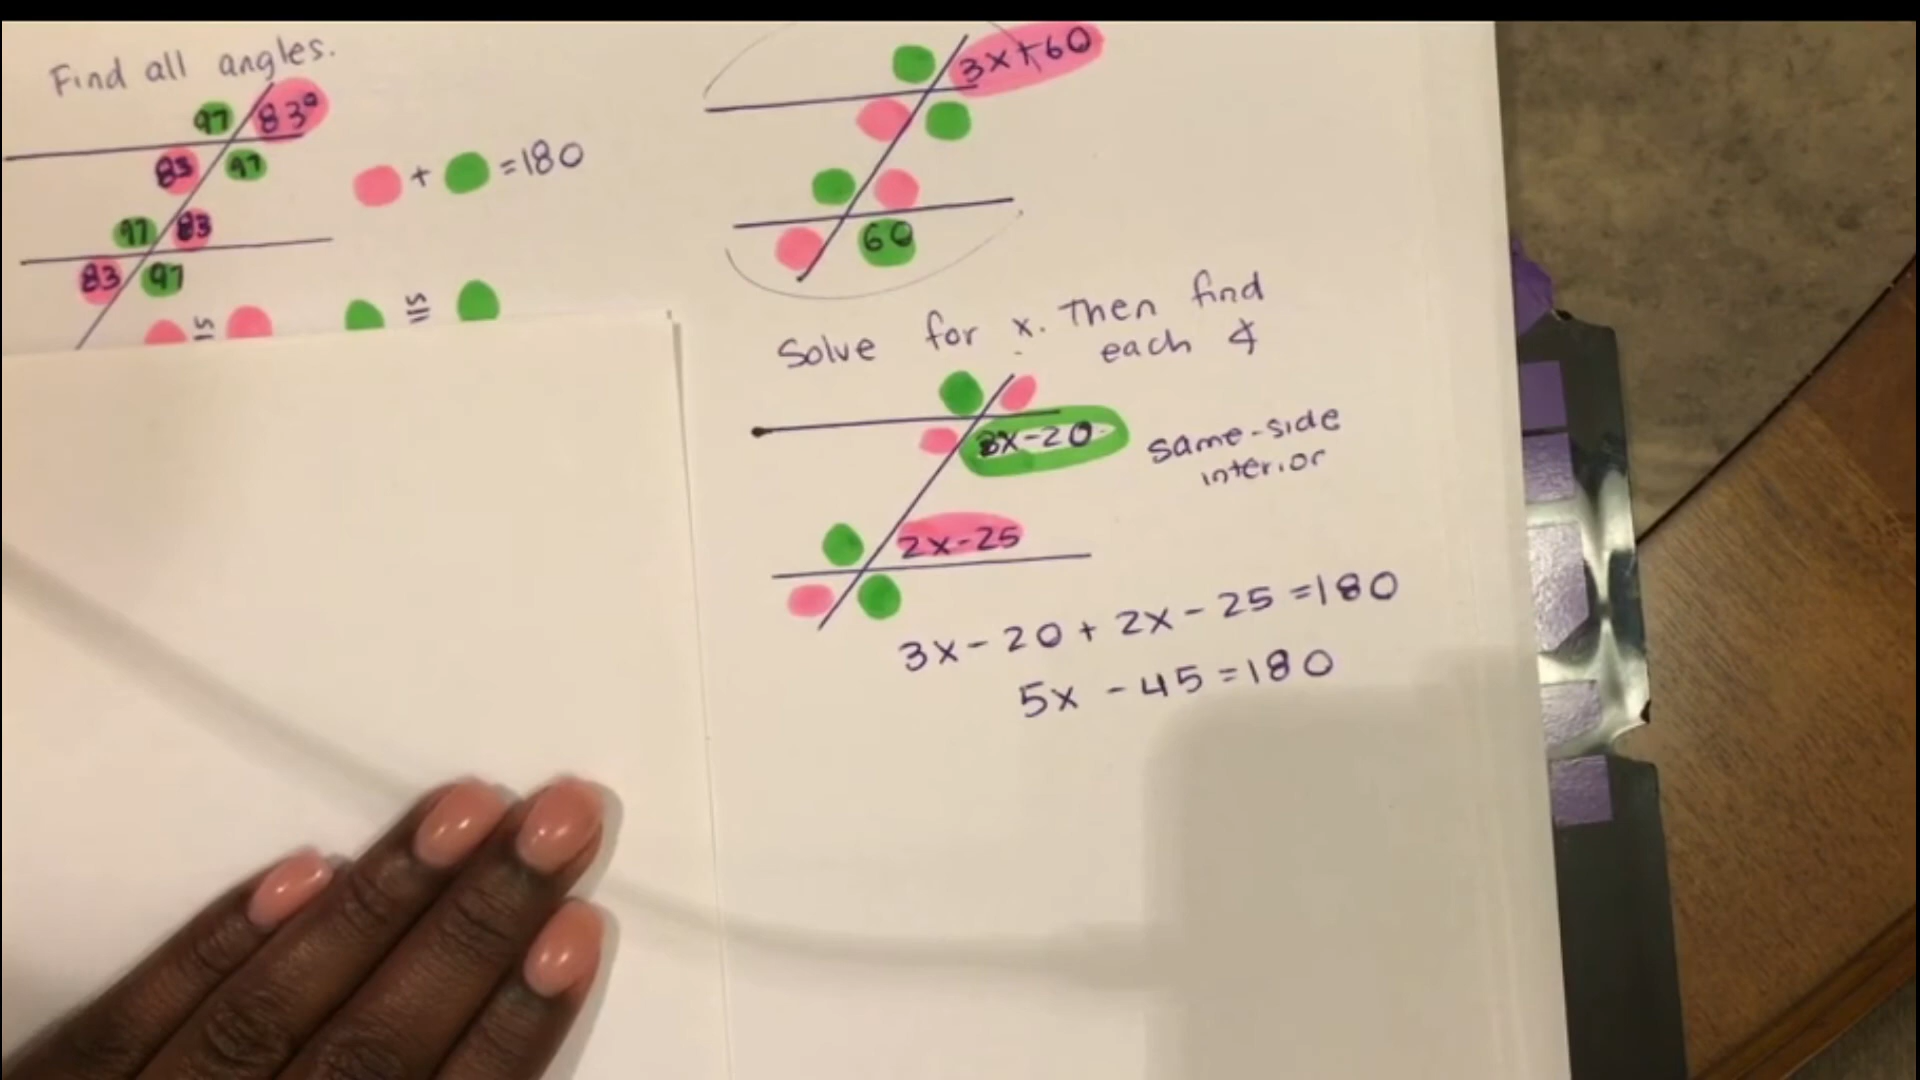 Find all angles.
97 83°
83 97
97 83
83 97
+ = 180
≅ ≅
3x+60
60
Solve for x. Then find
each ∡
3x-20
2x-25
same-side
interior
3x-20+2x-25=180
5x -45=180